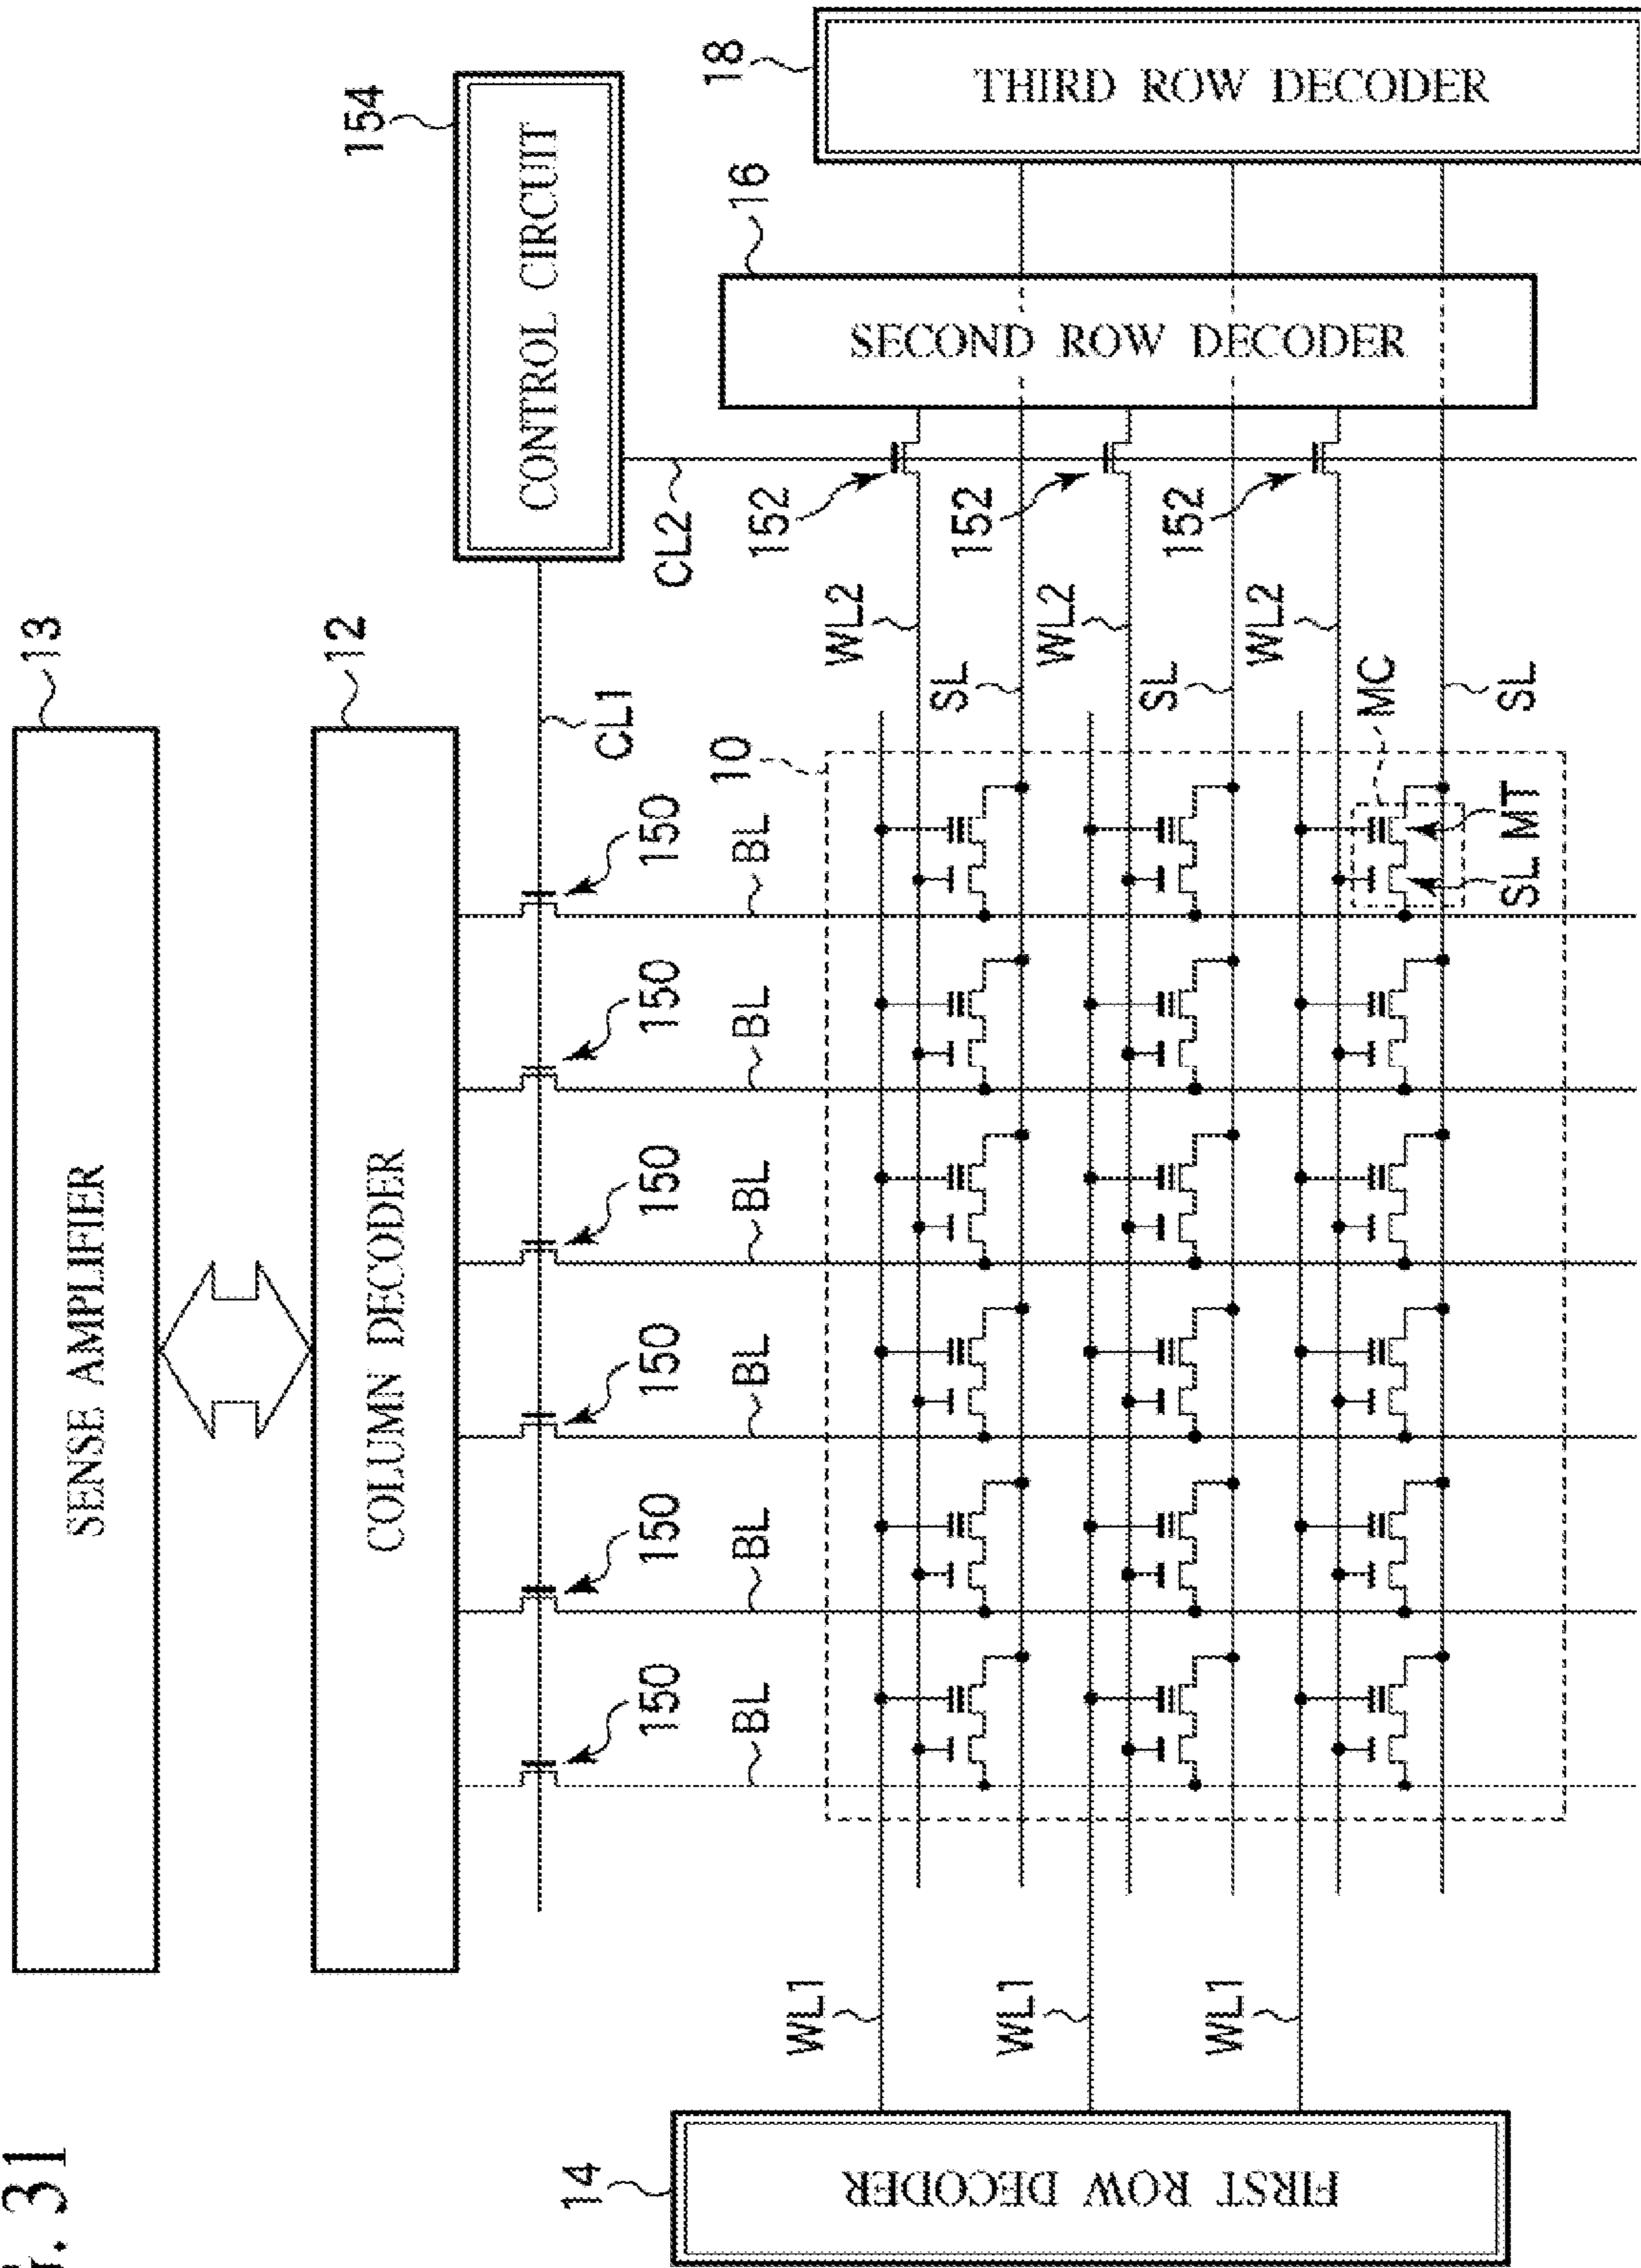 G. 31
SENSE AMPLIFIER
13
COLUMN DECODER
12
CONTROL CIRCUIT
154
CL1
CL2
150
150
150
150
150
150
BL
BL
BL
BL
BL
BL
10
WL2
SL
WL2
SL
WL2
SL
152
152
152
MC
MT
SL
WL1
WL1
WL1
14
FIRST ROW DECODER
16
SECOND ROW DECODER
18
THIRD ROW DECODER